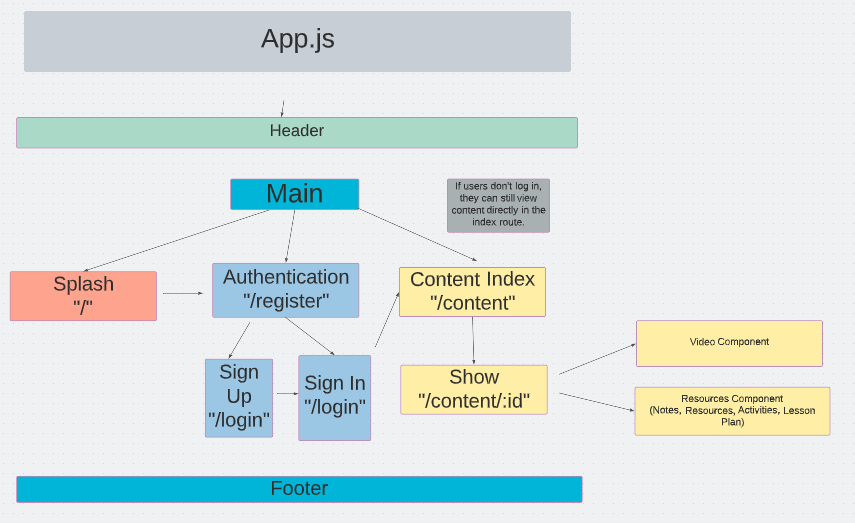 App.js
Header
Main
If users don't log in,
they can still view
content directly in the
index route.
Splash
"/"
Authentication
"/register"
Content Index
"/content"
Sign
Up
"/login"
Sign In
"/login"
Show
"/content/:id"
Video Component
Resources Component
(Notes, Resources, Activities, Lesson
Plan)
Footer